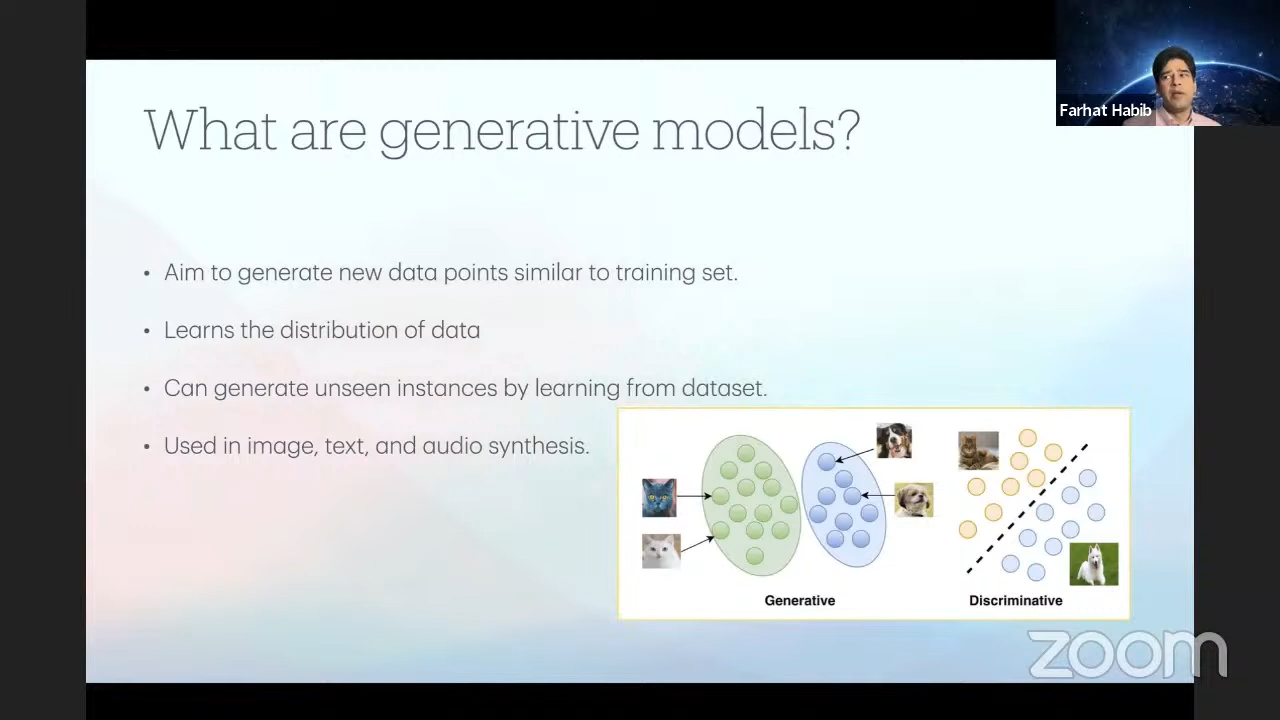 What are generative models?
Farhat Habib
• Aim to generate new data points similar to training set.
• Learns the distribution of data
• Can generate unseen instances by learning from dataset.
• Used in image, text, and audio synthesis.
Generative
Discriminative
zoom